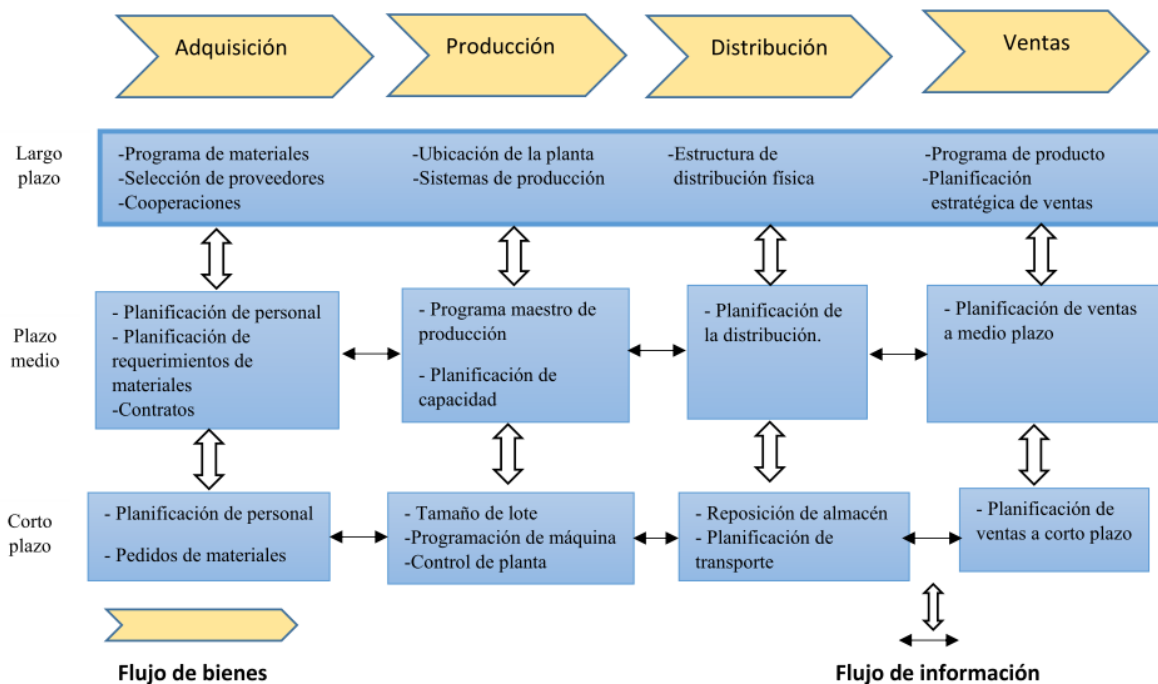 Adquisición
Producción
Distribución
Ventas
Largo
plazo
-Programa de materiales
-Selección de proveedores
-Cooperaciones
-Ubicación de la planta
-Sistemas de producción
-Estructura de
distribución física
-Programa de producto
-Planificación
estratégica de ventas
Plazo
medio
- Planificación de personal
- Planificación de
requerimientos de
materiales
-Contratos
- Programa maestro de
producción
- Planificación de
capacidad
- Planificación de
la distribución.
- Planificación de ventas
a medio plazo
Corto
plazo
- Planificación de personal
- Pedidos de materiales
- Tamaño de lote
-Programación de máquina
-Control de planta
- Reposición de almacén
- Planificación de
transporte
- Planificación de
ventas a corto plazo
Flujo de bienes
Flujo de información